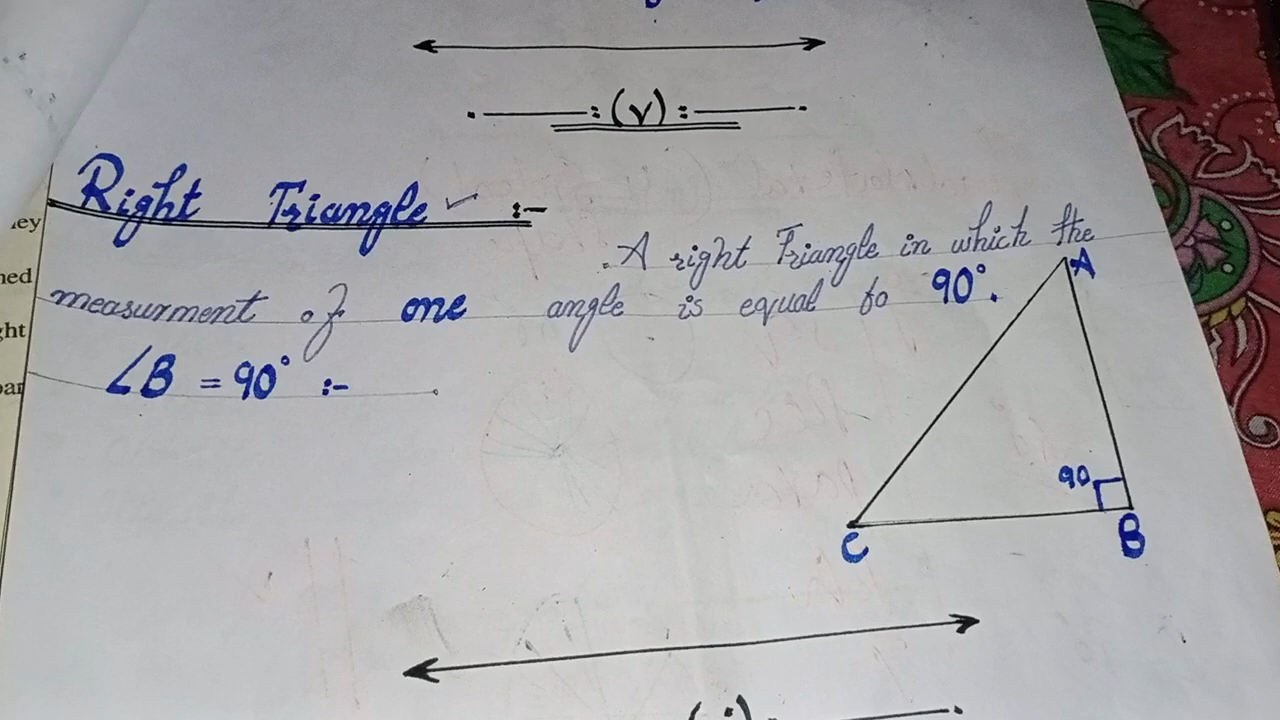 :(v):
Right Triangle :-
A right Triangle in which the
measurment of one angle is equal to 90°.
∠B = 90° :-
A
90
C
B